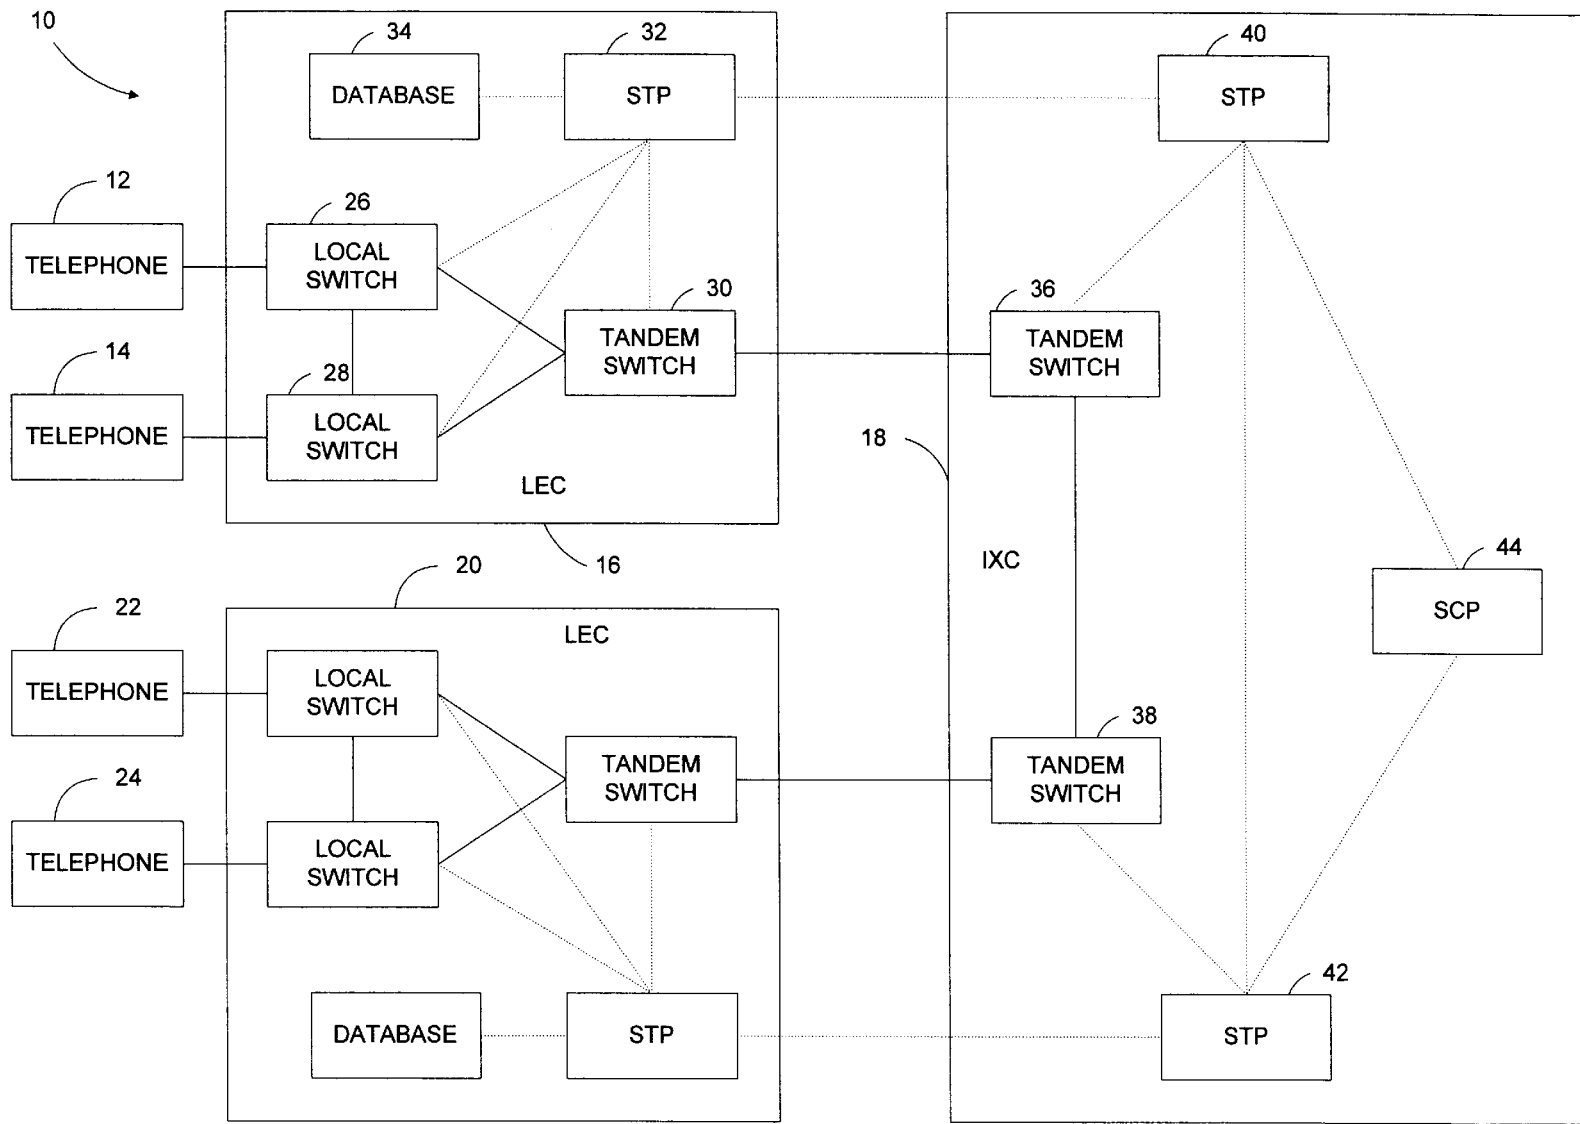 10
34
32
40
DATABASE
STP
STP
12
26
TELEPHONE
LOCAL
SWITCH
30
36
TANDEM
SWITCH
TANDEM
SWITCH
14
28
TELEPHONE
LOCAL
SWITCH
18
LEC
16
IXC
44
SCP
20
LEC
22
TELEPHONE
LOCAL
SWITCH
38
TANDEM
SWITCH
TANDEM
SWITCH
24
TELEPHONE
LOCAL
SWITCH
42
DATABASE
STP
STP